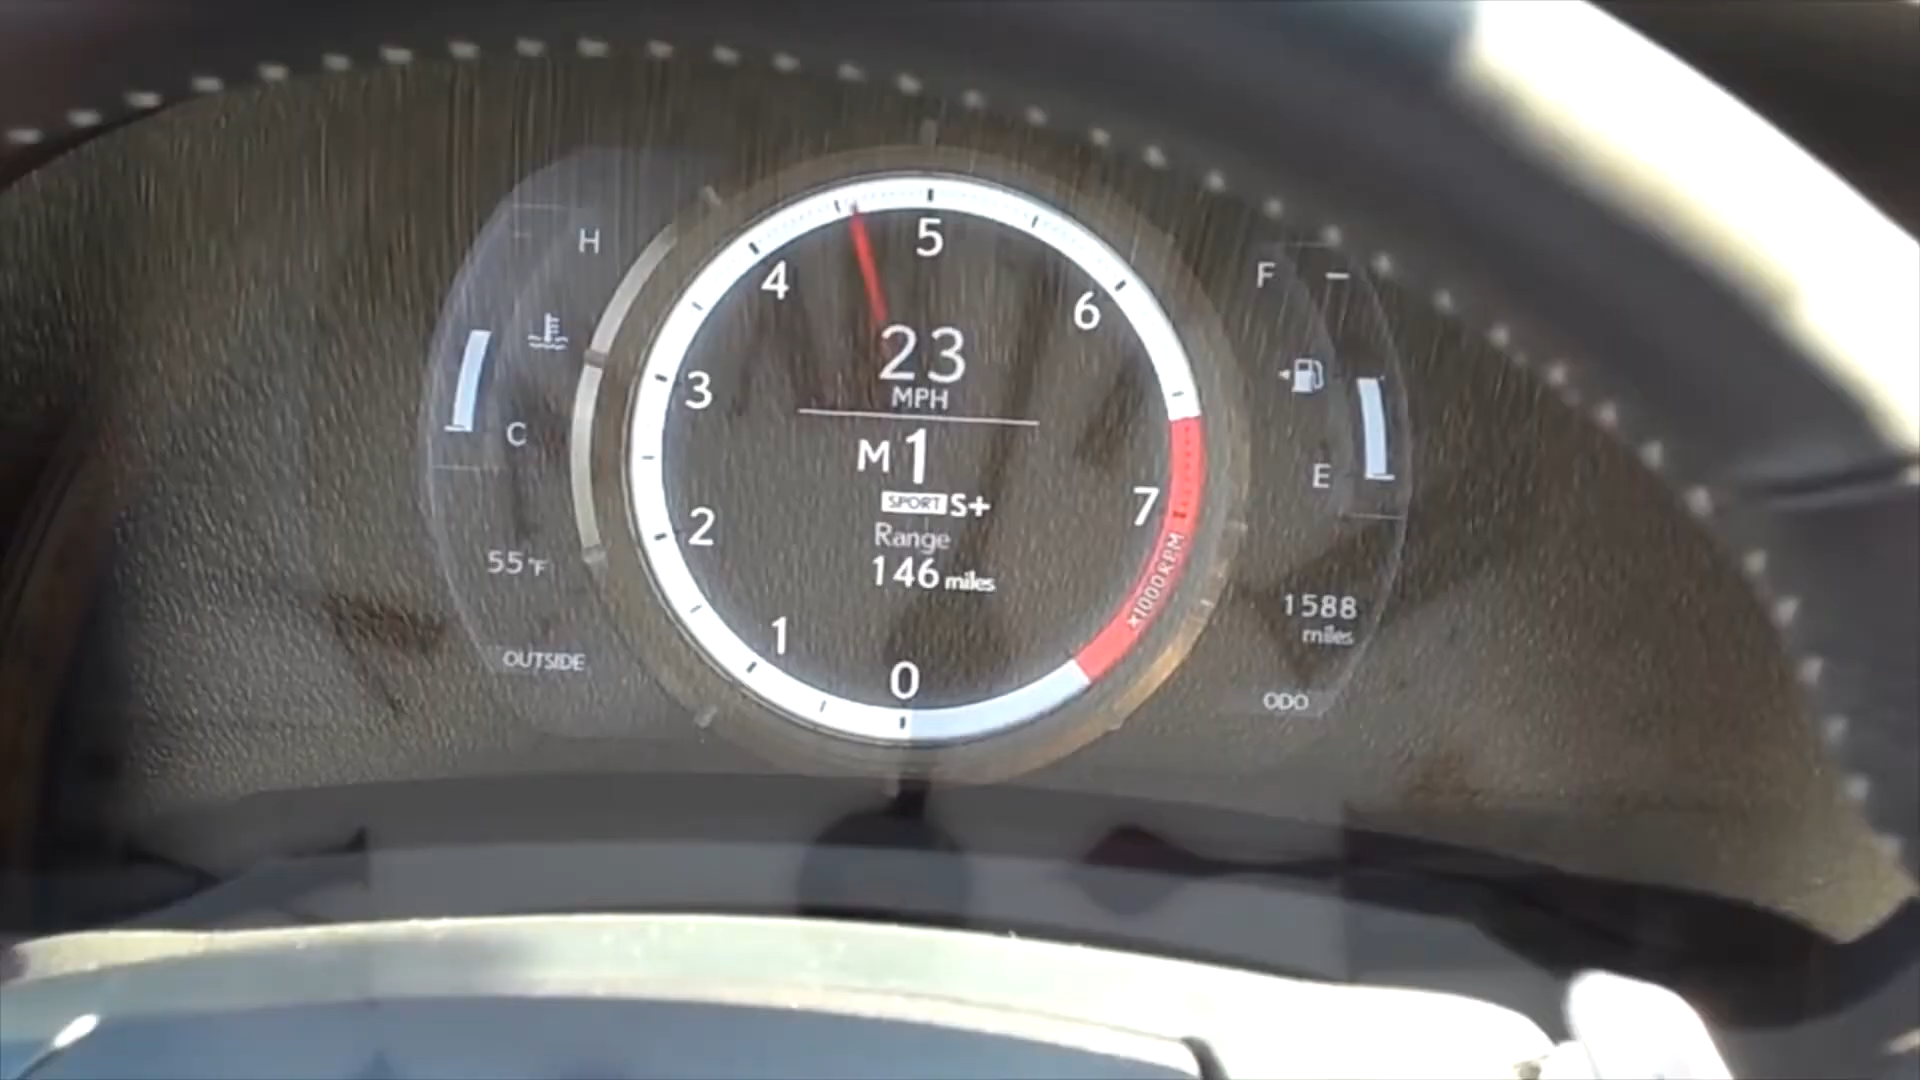 H
C
55°F
OUTSIDE
0
1
2
3
4
5
6
7
x1000RPM
23
MPH
M 1
SPORT S+
Range
146 miles
F
E
1588
miles
ODO